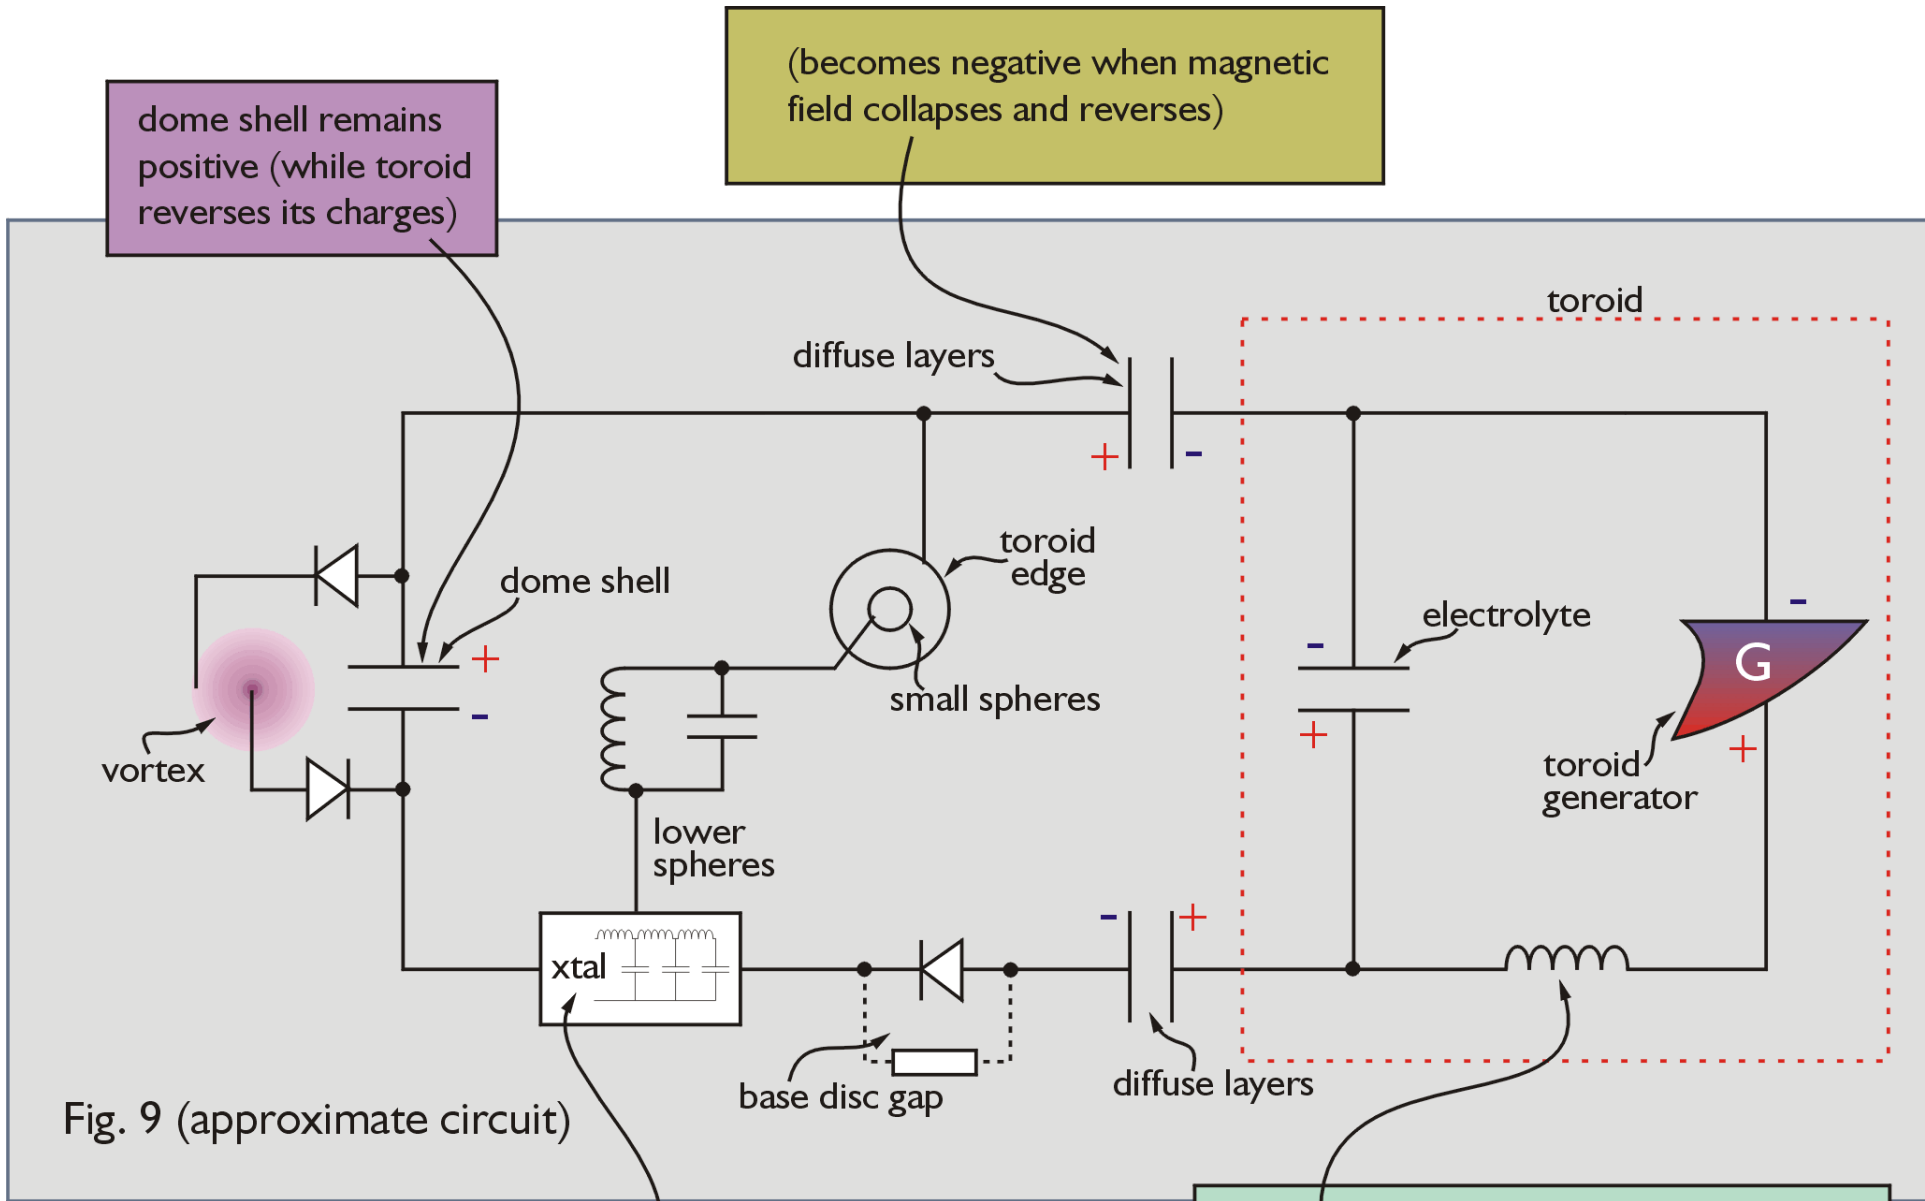 (becomes negative when magnetic
field collapses and reverses)
dome shell remains
positive (while toroid
reverses its charges)
toroid
diffuse layers
+
-
toroid
edge
dome shell
+
-
small spheres
electrolyte
-
+
-
G
+
toroid
generator
vortex
lower
spheres
xtal
-
+
base disc gap
diffuse layers
Fig. 9 (approximate circuit)